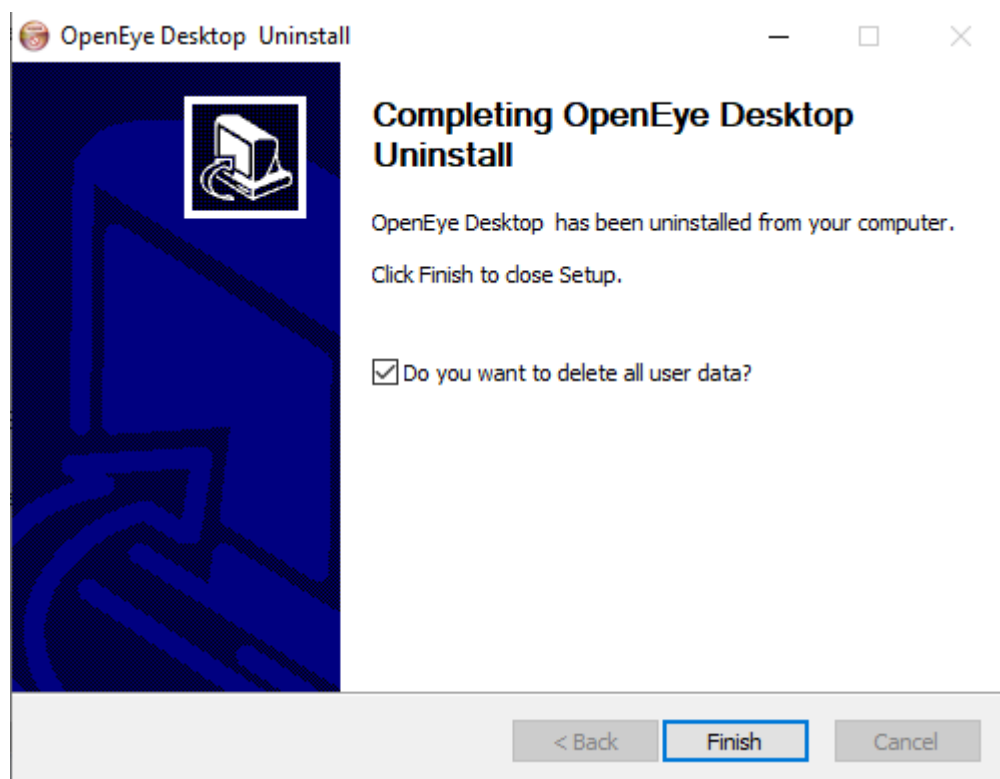 OpenEye Desktop  Uninstall
Completing OpenEye Desktop
Uninstall
OpenEye Desktop  has been uninstalled from your computer.
Click Finish to close Setup.
Do you want to delete all user data?
< Back
Finish
Cancel